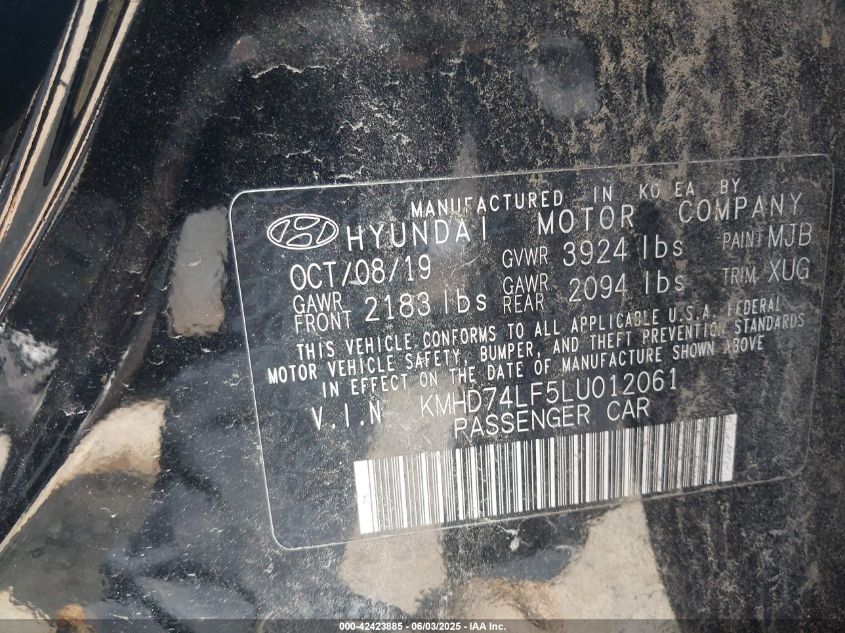 MANUFACTURED IN KO EA BY
HYUNDAI MOTOR COMPANY
OCT/08/19 GVWR 3924 lbs PAINT MJB
GAWR FRONT 2183 lbs GAWR REAR 2094 lbs TRIM XUG
THIS VEHICLE CONFORMS TO ALL APPLICABLE U.S.A. FEDERAL
MOTOR VEHICLE SAFETY, BUMPER, AND THEFT PREVENTION STANDARDS
IN EFFECT ON THE DATE OF MANUFACTURE SHOWN ABOVE
V.I.N KMHD74LF5LU012061
PASSENGER CAR
000-42423885 - 06/03/2025 - IAA Inc.